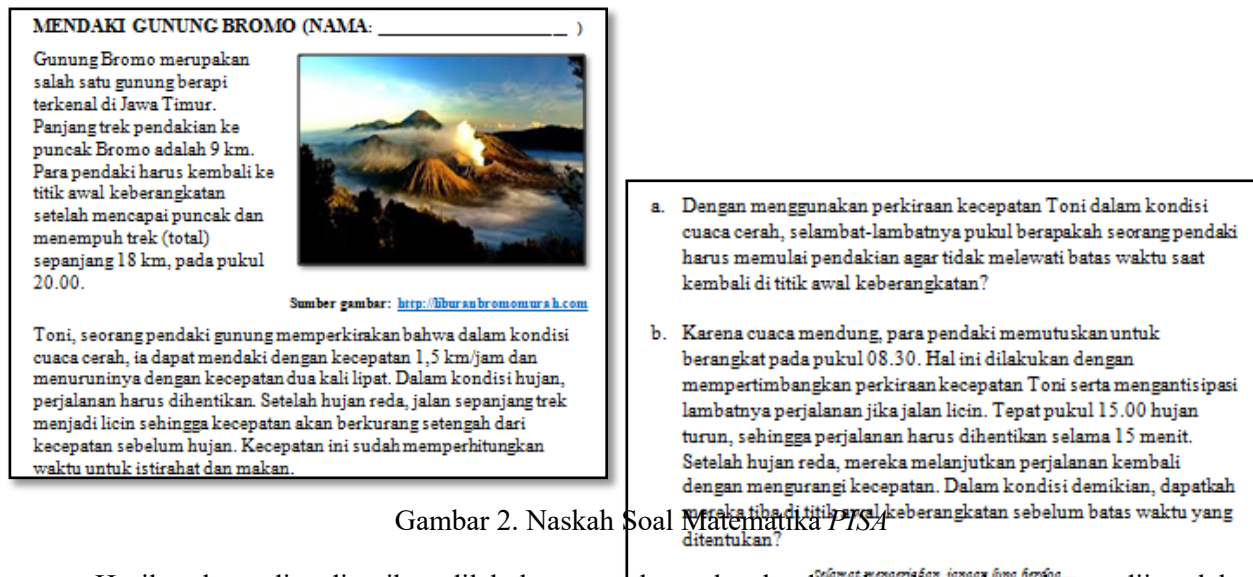 MENDAKI GUNUNG BROMO (NAMA: ____________________ )
Gunung Bromo merupakan
salah satu gunung berapi
terkenal di Jawa Timur.
Panjang trek pendakian ke
puncak Bromo adalah 9 km.
Para pendaki harus kembali ke
titik awal keberangkatan
setelah mencapai puncak dan
menempuh trek (total)
sepanjang 18 km, pada pukul
20.00.
Sumber gambar: http://liburanbromomurah.com
Toni, seorang pendaki gunung memperkirakan bahwa dalam kondisi
cuaca cerah, ia dapat mendaki dengan kecepatan 1,5 km/jam dan
menuruninya dengan kecepatan dua kali lipat. Dalam kondisi hujan,
perjalanan harus dihentikan. Setelah hujan reda, jalan sepanjang trek
menjadi licin sehingga kecepatan akan berkurang setengah dari
kecepatan sebelum hujan. Kecepatan ini sudah memperhitungkan
waktu untuk istirahat dan makan.
a. Dengan menggunakan perkiraan kecepatan Toni dalam kondisi
cuaca cerah, selambat-lambatnya pukul berapakah seorang pendaki
harus memulai pendakian agar tidak melewati batas waktu saat
kembali di titik awal keberangkatan?
b. Karena cuaca mendung, para pendaki memutuskan untuk
berangkat pada pukul 08.30. Hal ini dilakukan dengan
mempertimbangkan perkiraan kecepatan Toni serta mengantisipasi
lambatnya perjalanan jika jalan licin. Tepat pukul 15.00 hujan
turun, sehingga perjalanan harus dihentikan selama 15 menit.
Setelah hujan reda, mereka melanjutkan perjalanan kembali
dengan mengurangi kecepatan. Dalam kondisi demikian, dapatkah
mereka tiba di titik awal keberangkatan sebelum batas waktu yang
ditentukan?
Gambar 2. Naskah Soal Matematika PISA